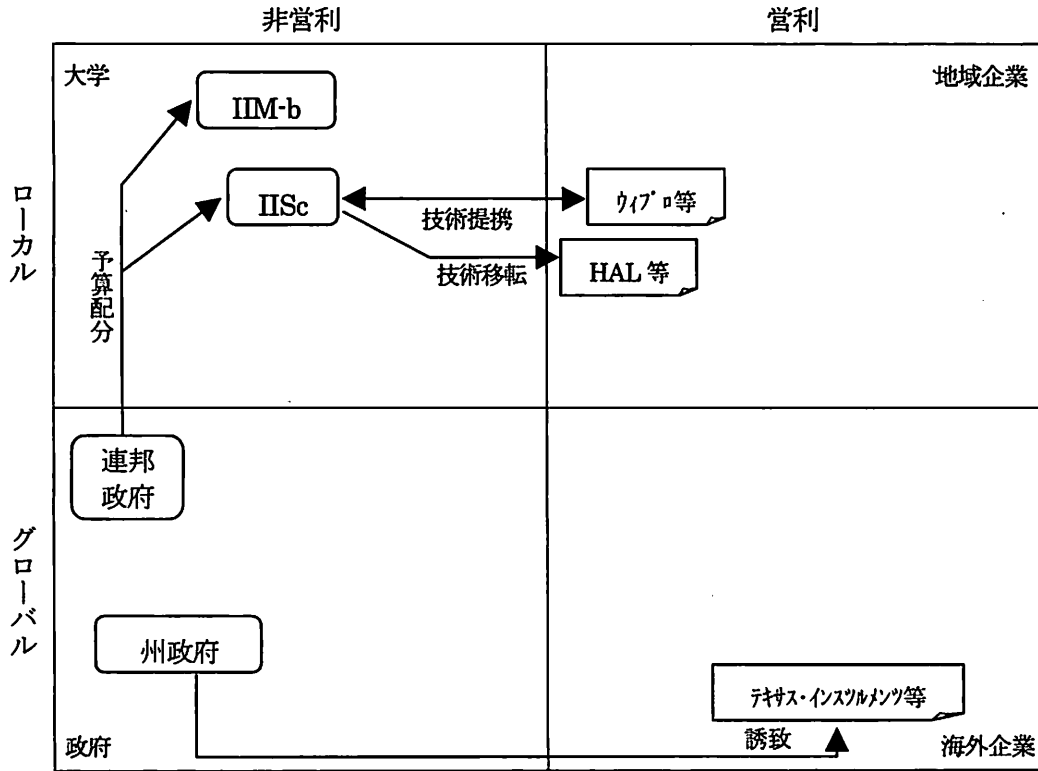 非営利
営利
大学
地域企業
IIM-b
ローカル
IISc
ウィプロ等
技術提携
HAL 等
技術移転
予算配分
連邦
政府
グローバル
州政府
テキサス・インスツルメンツ等
政府
誘致
海外企業